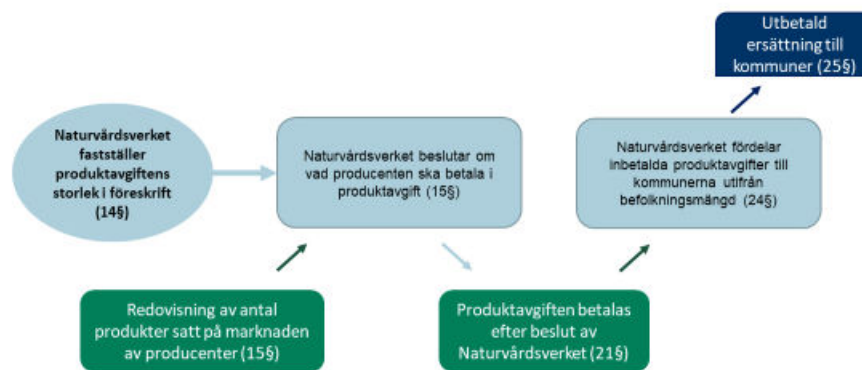 Utbetald
ersättning till
kommuner (25§)
Naturvårdsverket
fastställer
produktavgiftens
storlek i föreskrift
(14§)
Naturvårdsverket beslutar om
vad producenten ska betala i
produktavgift (15§)
Naturvårdsverket fördelar
inbetalda produktavgifter till
kommunerna utifrån
befolkningsmängd (24§)
Redovisning av antal
produkter satt på marknaden
av producenter (15§)
Produktavgiften betalas
efter beslut av
Naturvårdsverket (21§)